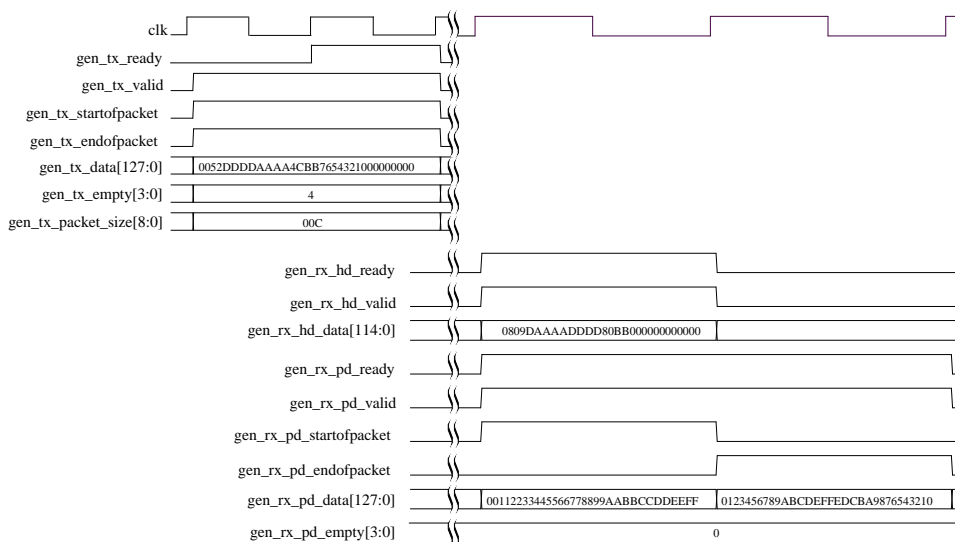 clk
gen_tx_ready
gen_tx_valid
gen_tx_startofpacket
gen_tx_endofpacket
gen_tx_data[127:0] 0052DDDDAAAA4CBB7654321000000000
gen_tx_empty[3:0] 4
gen_tx_packet_size[8:0] 00C
gen_rx_hd_ready
gen_rx_hd_valid
gen_rx_hd_data[114:0] 0809DAAAADDDD80BB000000000000
gen_rx_pd_ready
gen_rx_pd_valid
gen_rx_pd_startofpacket
gen_rx_pd_endofpacket
gen_rx_pd_data[127:0] 00112233445566778899AABBCCDDEEFF 0123456789ABCDEFFEDCBA9876543210
gen_rx_pd_empty[3:0] 0